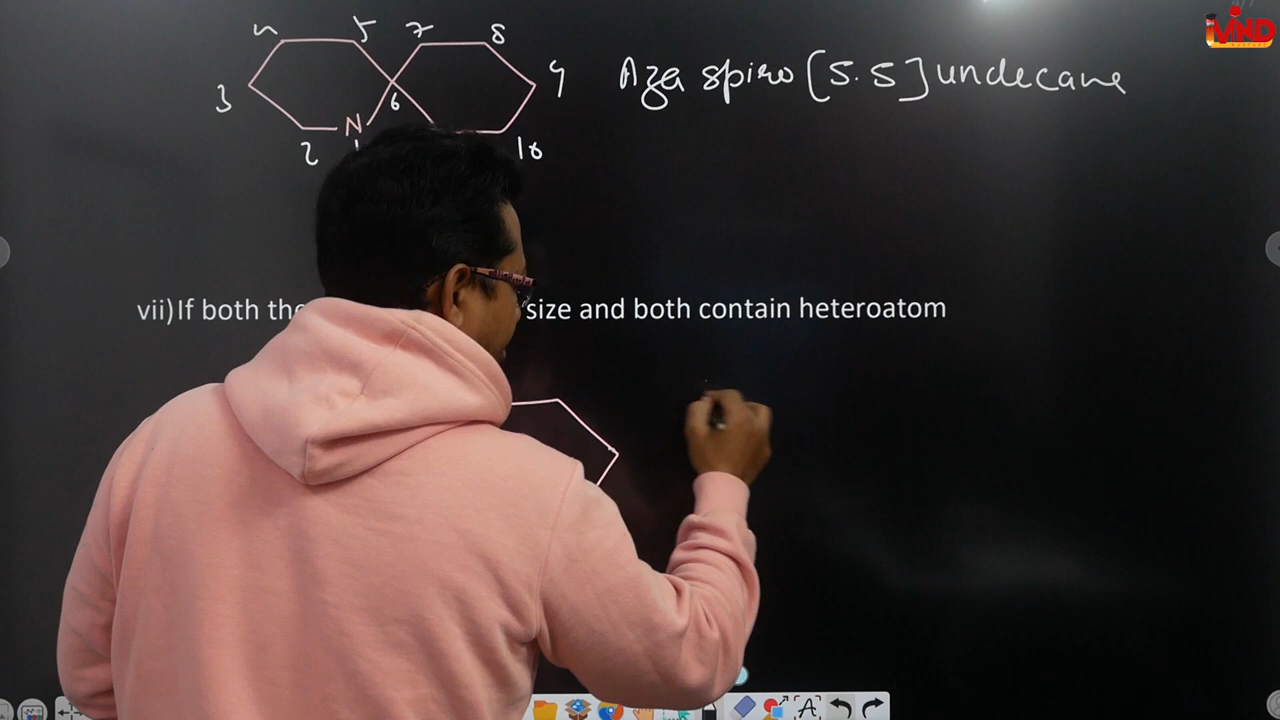 4 5 7 8
3 6 9 Aza spiro [5.5] undecane
N
2 1 10
vii) If both the size and both contain heteroatom
iMIND
A